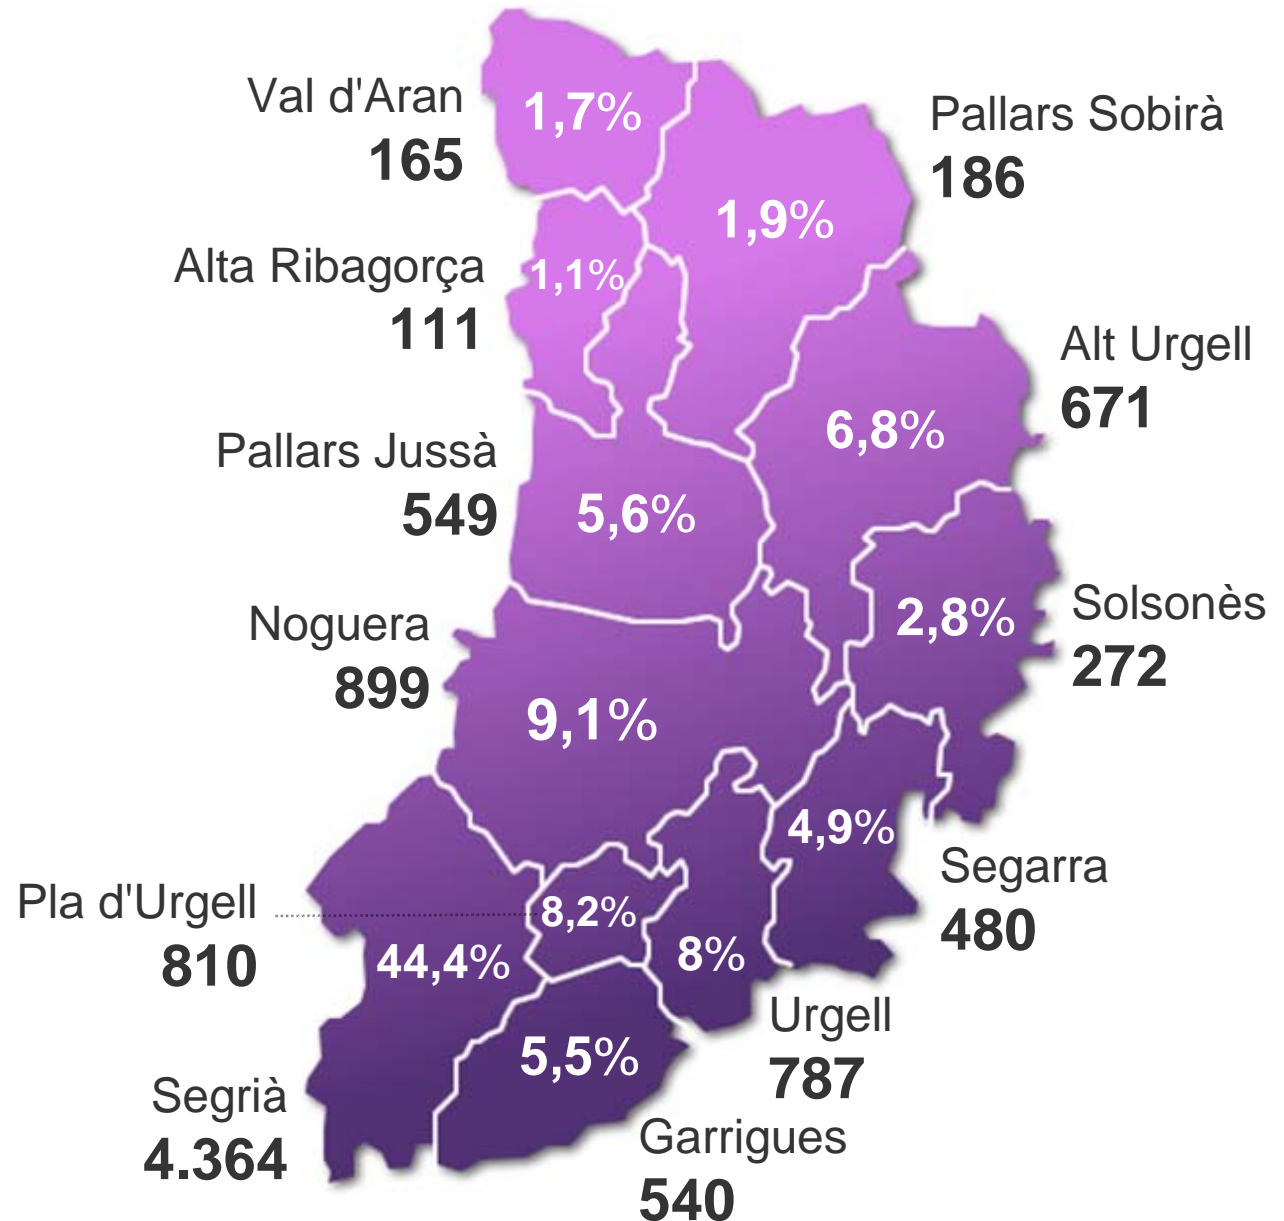 Val d'Aran
165
1,7%
Pallars Sobirà
186
1,9%
Alta Ribagorça
111
1,1%
Alt Urgell
671
6,8%
Pallars Jussà
549
5,6%
Solsonès
272
2,8%
Noguera
899
9,1%
4,9%
Segarra
480
Pla d'Urgell
810
8,2%
44,4%
8%
Urgell
787
5,5%
Segrià
4.364
Garrigues
540